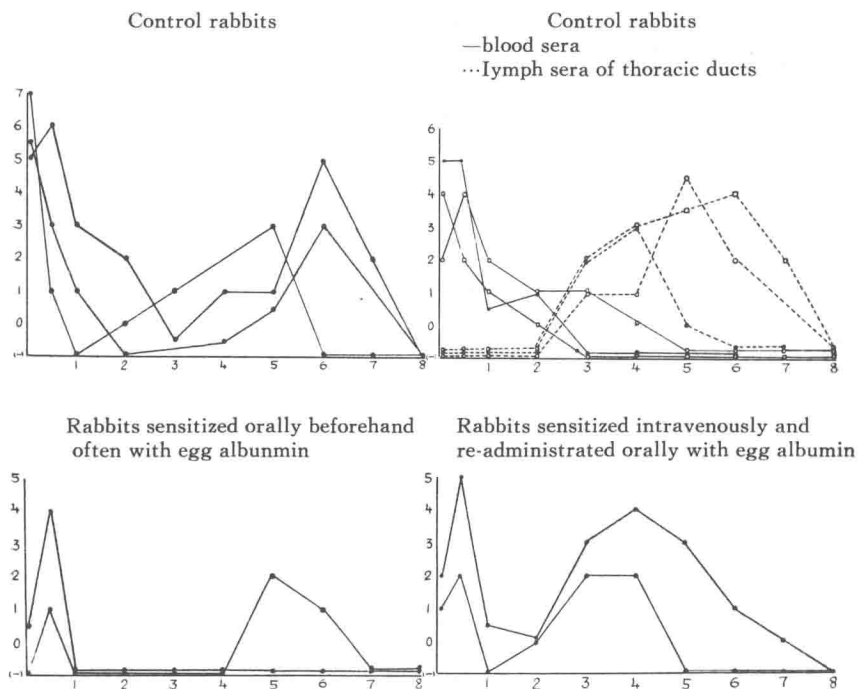 Control rabbits
7
6
5
4
3
2
1
0
(−)
1 2 3 4 5 6 7 8
Control rabbits
—blood sera
···lymph sera of thoracic ducts
6
5
4
3
2
1
0
(−)
1 2 3 4 5 6 7 8
Rabbits sensitized orally beforehand
often with egg albunmin
5
4
3
2
1
0
(−)
1 2 3 4 5 6 7 8
Rabbits sensitized intravenously and
re-administrated orally with egg albumin
5
4
3
2
1
0
(−)
1 2 3 4 5 6 7 8